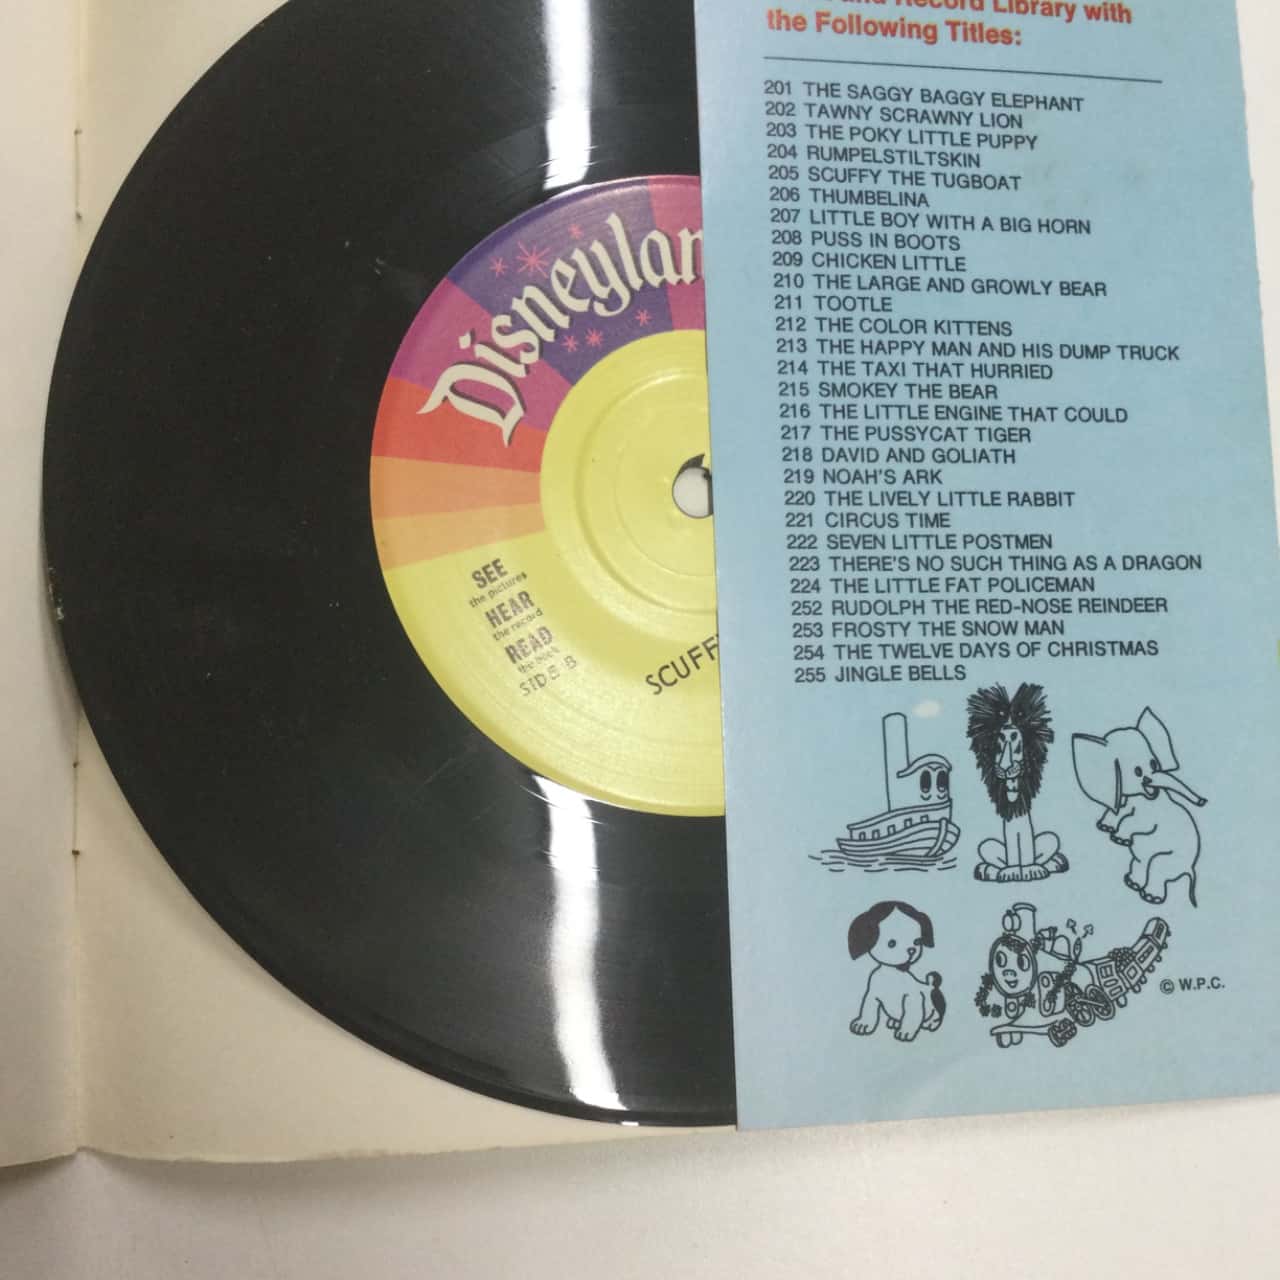 and Record Library with
the Following Titles:
201 THE SAGGY BAGGY ELEPHANT
202 TAWNY SCRAWNY LION
203 THE POKY LITTLE PUPPY
204 RUMPELSTILTSKIN
205 SCUFFY THE TUGBOAT
206 THUMBELINA
207 LITTLE BOY WITH A BIG HORN
208 PUSS IN BOOTS
209 CHICKEN LITTLE
210 THE LARGE AND GROWLY BEAR
211 TOOTLE
212 THE COLOR KITTENS
213 THE HAPPY MAN AND HIS DUMP TRUCK
214 THE TAXI THAT HURRIED
215 SMOKEY THE BEAR
216 THE LITTLE ENGINE THAT COULD
217 THE PUSSYCAT TIGER
218 DAVID AND GOLIATH
219 NOAH'S ARK
220 THE LIVELY LITTLE RABBIT
221 CIRCUS TIME
222 SEVEN LITTLE POSTMEN
223 THERE'S NO SUCH THING AS A DRAGON
224 THE LITTLE FAT POLICEMAN
252 RUDOLPH THE RED-NOSE REINDEER
253 FROSTY THE SNOW MAN
254 THE TWELVE DAYS OF CHRISTMAS
255 JINGLE BELLS
© W.P.C.
Disneylan
SEE
the pictures
HEAR
the record
READ
the book
SIDE B
SCUFF